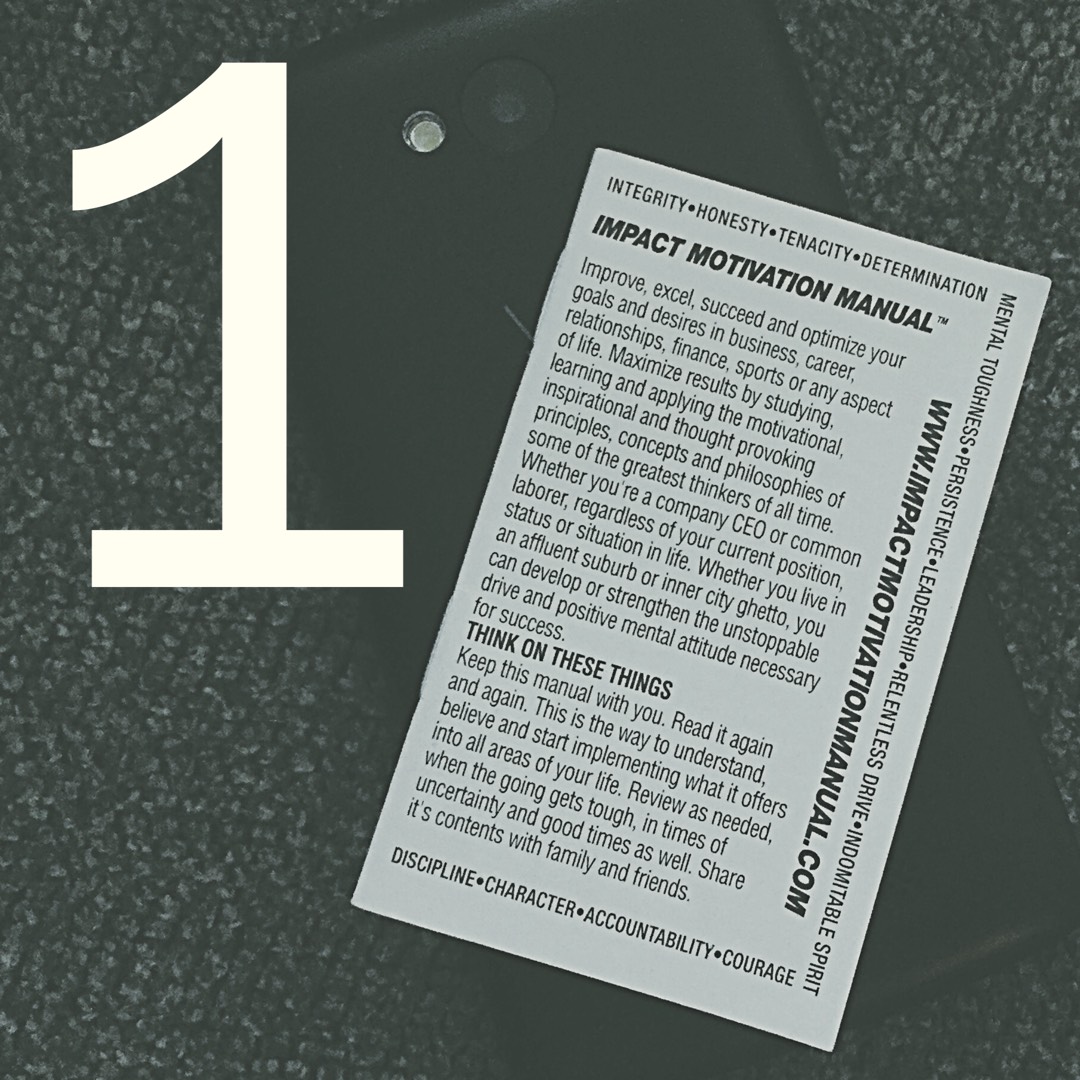 1
INTEGRITY•HONESTY•TENACITY•DETERMINATION
IMPACT MOTIVATION MANUAL™
Improve, excel, succeed and optimize your
goals and desires in business, career,
relationships, finance, sports or any aspect
of life. Maximize results by studying,
learning and applying the motivational,
inspirational and thought provoking
principles, concepts and philosophies of
some of the greatest thinkers of all time.
Whether you're a company CEO or common
laborer, regardless of your current position,
status or situation in life. Whether you live in
an affluent suburb or inner city ghetto, you
can develop or strengthen the unstoppable
drive and positive mental attitude necessary
for success.
THINK ON THESE THINGS
Keep this manual with you. Read it again
and again. This is the way to understand,
believe and start implementing what it offers
into all areas of your life. Review as needed,
when the going gets tough, in times of
uncertainty and good times as well. Share
it's contents with family and friends.
DISCIPLINE•CHARACTER•ACCOUNTABILITY•COURAGE
WWW.IMPACTMOTIVATIONMANUAL.COM
MENTAL TOUGHNESS•PERSISTENCE•LEADERSHIP•RELENTLESS DRIVE•INDOMITABLE SPIRIT